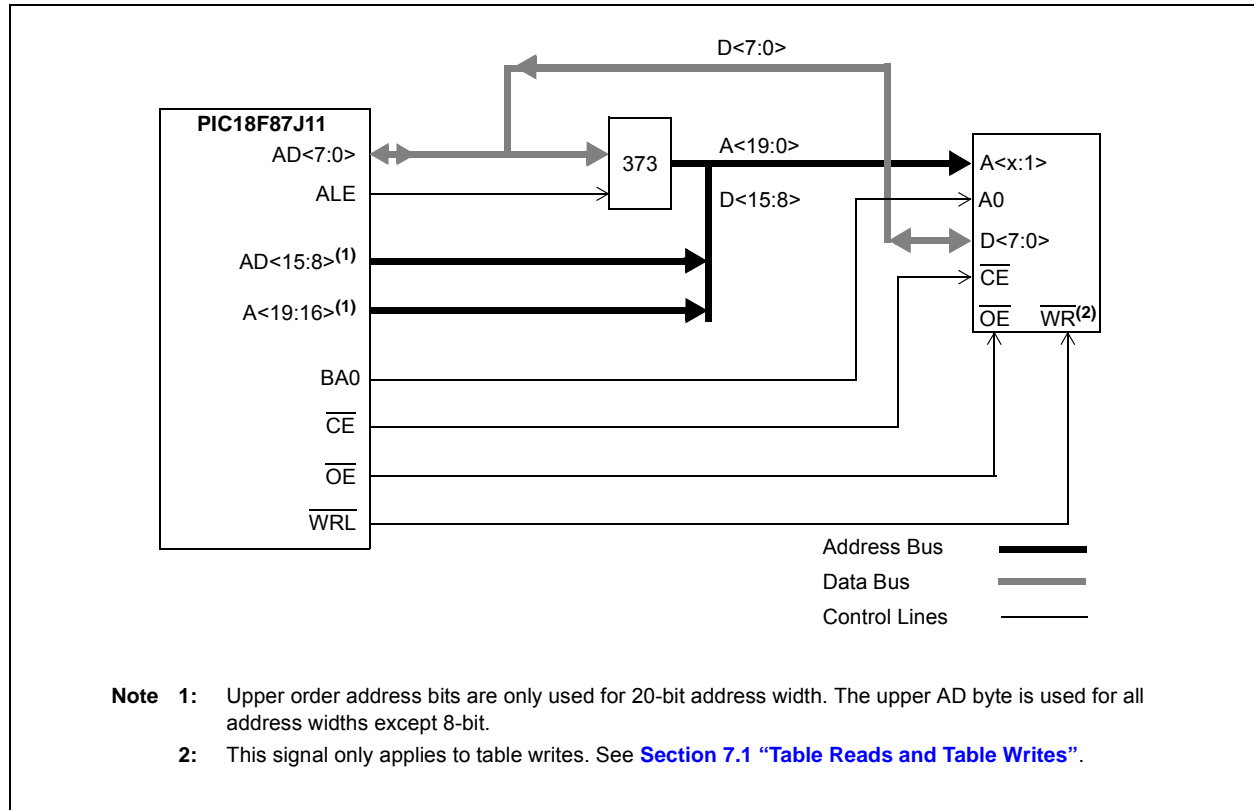 D<7:0>
PIC18F87J11
AD<7:0>
373
A<19:0>
A<x:1>
ALE
D<15:8>
A0
AD<15:8>(1)
D<7:0>
CE
A<19:16>(1)
OE WR(2)
BA0
CE
OE
WRL
Address Bus
Data Bus
Control Lines
Note 1: Upper order address bits are only used for 20-bit address width. The upper AD byte is used for all
address widths except 8-bit.
2: This signal only applies to table writes. See Section 7.1 “Table Reads and Table Writes”.